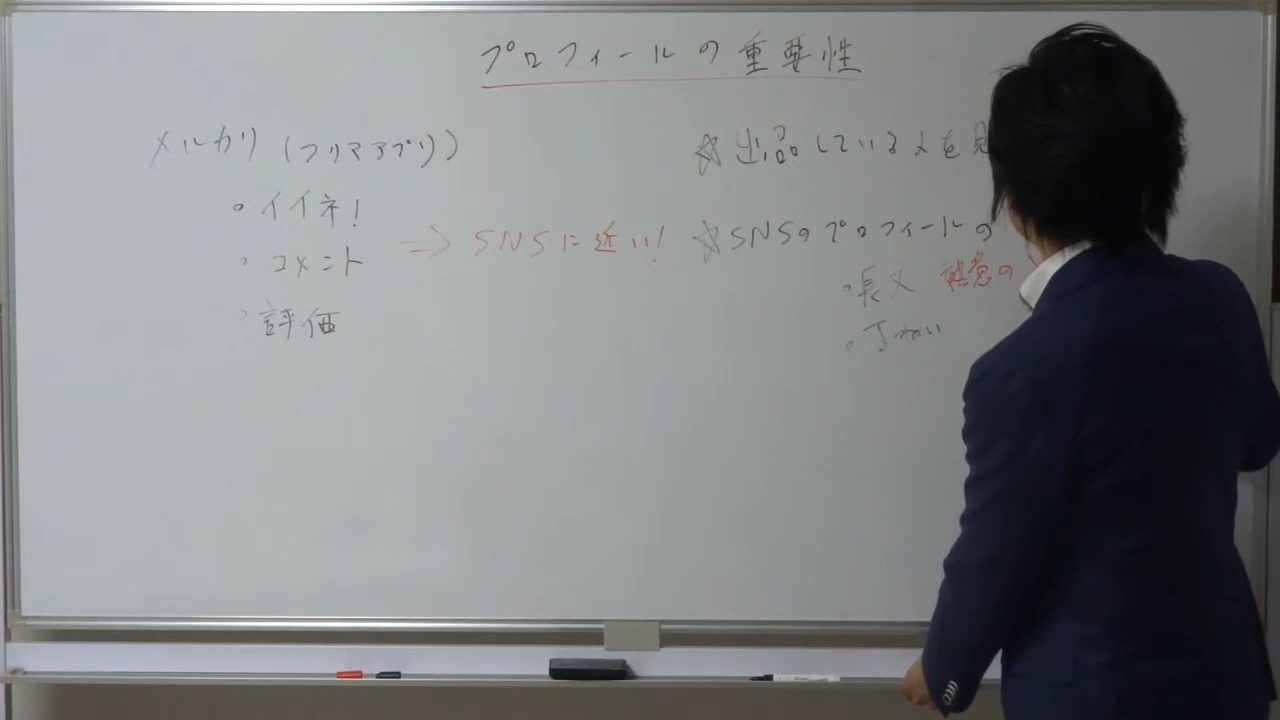 プロフィールの重要性
メルカリ (フリマアプリ)
・イイネ!
・コメント
・評価
⇒ SNSに近い!
☆出品している人を見
☆SNSのプロフィールの
・長文 熱意の
・丁ねい